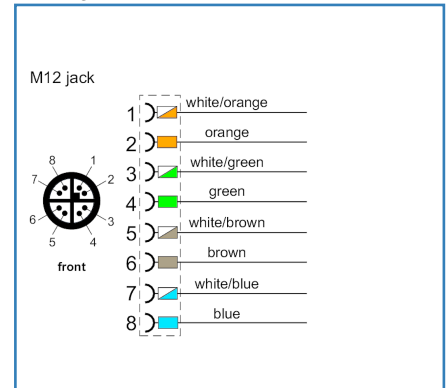 M12 jack
1 white/orange
2 orange
3 white/green
4 green
5 white/brown
6 brown
7 white/blue
8 blue
8 1
7 2
6 3
5 4
front